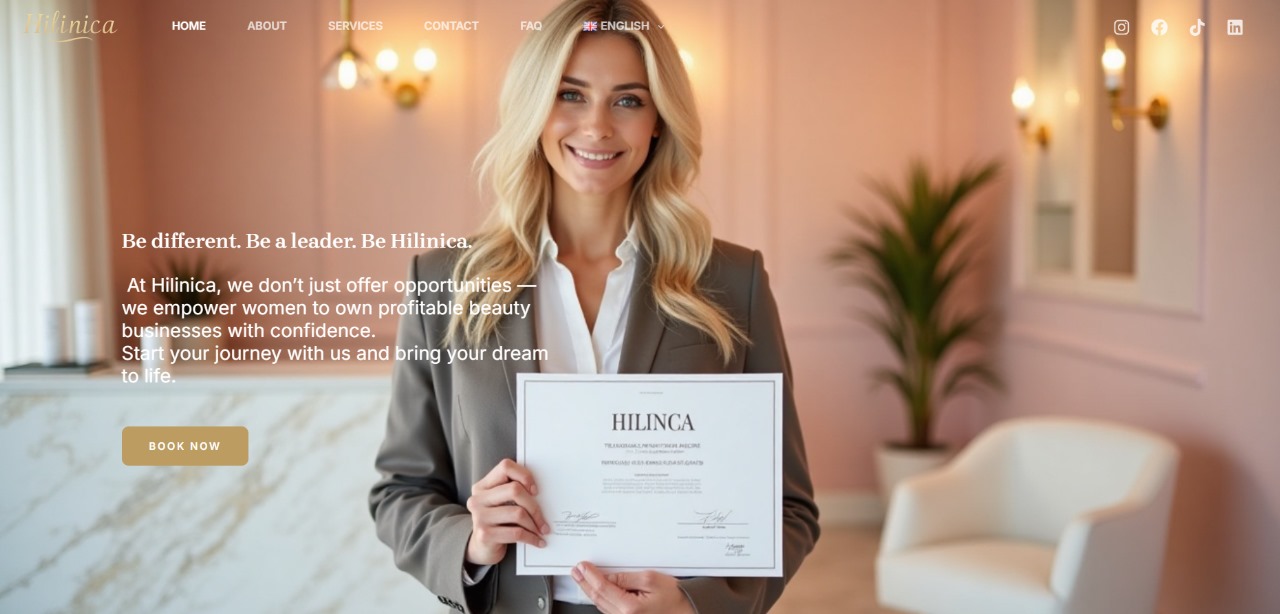 Hilinica
HOME
ABOUT
SERVICES
CONTACT
FAQ
ENGLISH
Be different. Be a leader. Be Hilinica.
At Hilinica, we don’t just offer opportunities —
we empower women to own profitable beauty
businesses with confidence.
Start your journey with us and bring your dream
to life.
BOOK NOW
HILINCA